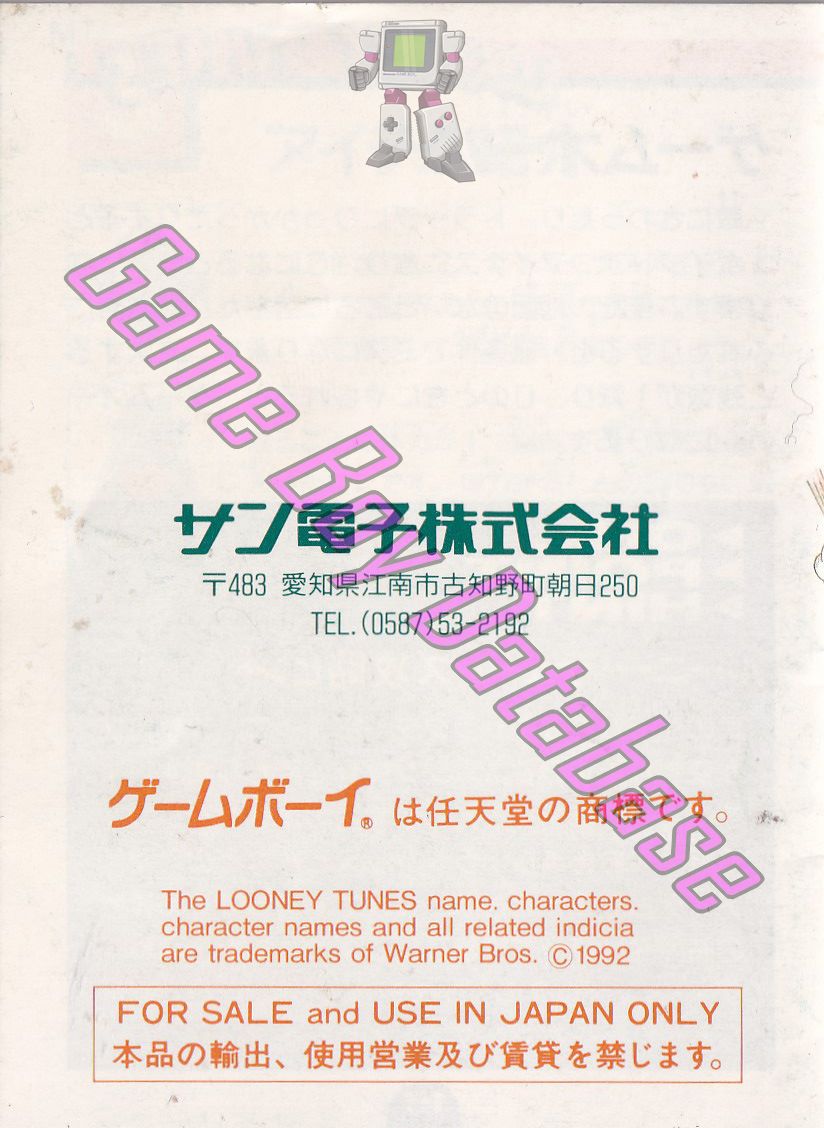 Game Boy Database
サン電子株式会社
〒483 愛知県江南市古知野町朝日250
TEL.(0587)53-2192
ゲームボーイ® は任天堂の商標です。
The LOONEY TUNES name. characters.
character names and all related indicia
are trademarks of Warner Bros. ©1992
FOR SALE and USE IN JAPAN ONLY
本品の輸出、使用営業及び賃貸を禁じます。